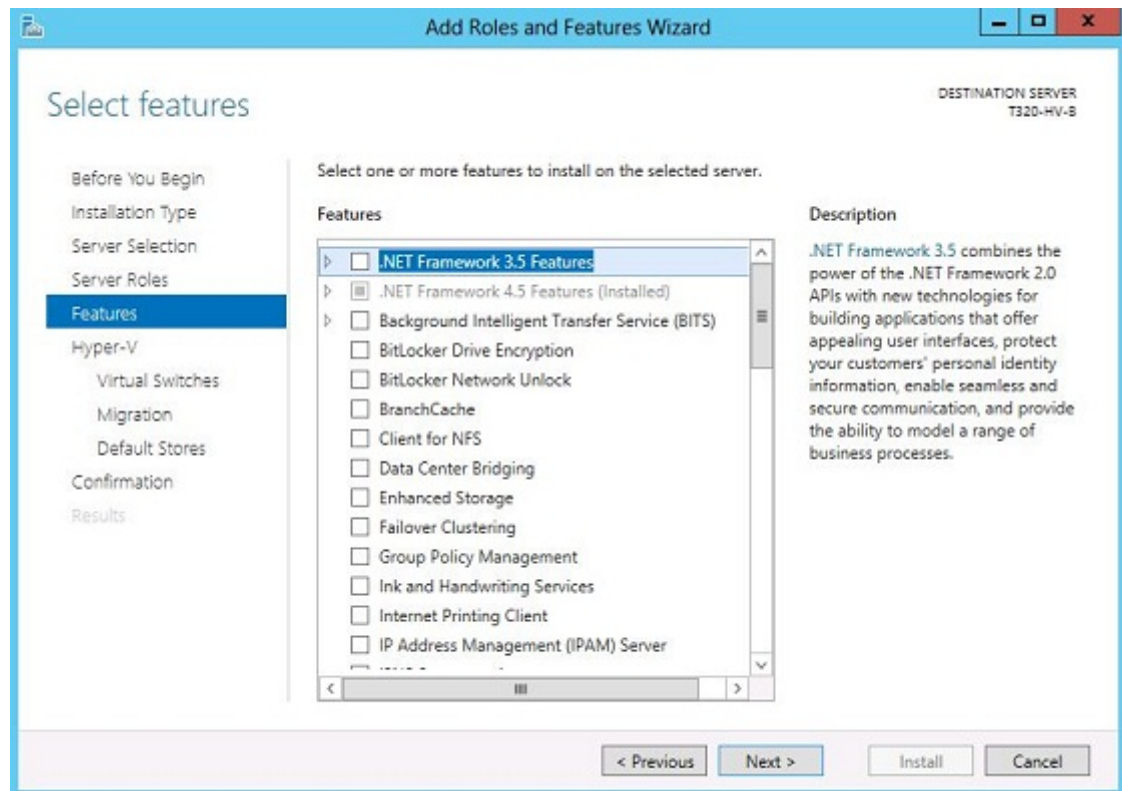 Add Roles and Features Wizard
Select features
DESTINATION SERVER
T320-HV-B
Before You Begin
Installation Type
Server Selection
Server Roles
Features
Hyper-V
Virtual Switches
Migration
Default Stores
Confirmation
Results
Select one or more features to install on the selected server.
Features
.NET Framework 3.5 Features
.NET Framework 4.5 Features (Installed)
Background Intelligent Transfer Service (BITS)
BitLocker Drive Encryption
BitLocker Network Unlock
BranchCache
Client for NFS
Data Center Bridging
Enhanced Storage
Failover Clustering
Group Policy Management
Ink and Handwriting Services
Internet Printing Client
IP Address Management (IPAM) Server
Description
.NET Framework 3.5 combines the
power of the .NET Framework 2.0
APIs with new technologies for
building applications that offer
appealing user interfaces, protect
your customers' personal identity
information, enable seamless and
secure communication, and provide
the ability to model a range of
business processes.
< Previous
Next >
Install
Cancel